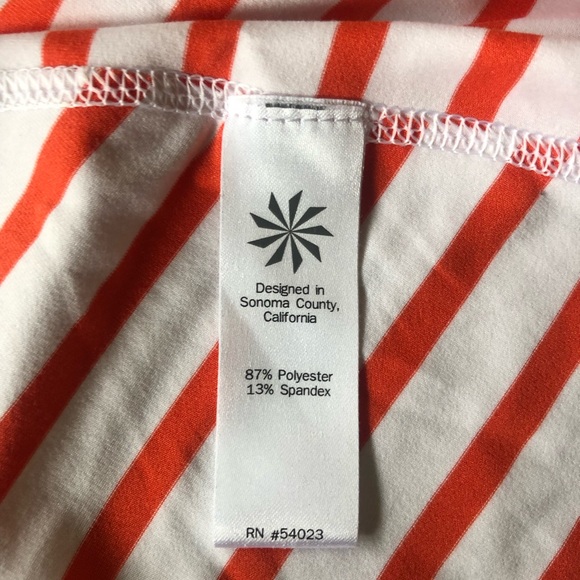 Designed in
Sonoma County,
California
87% Polyester
13% Spandex
RN #54023